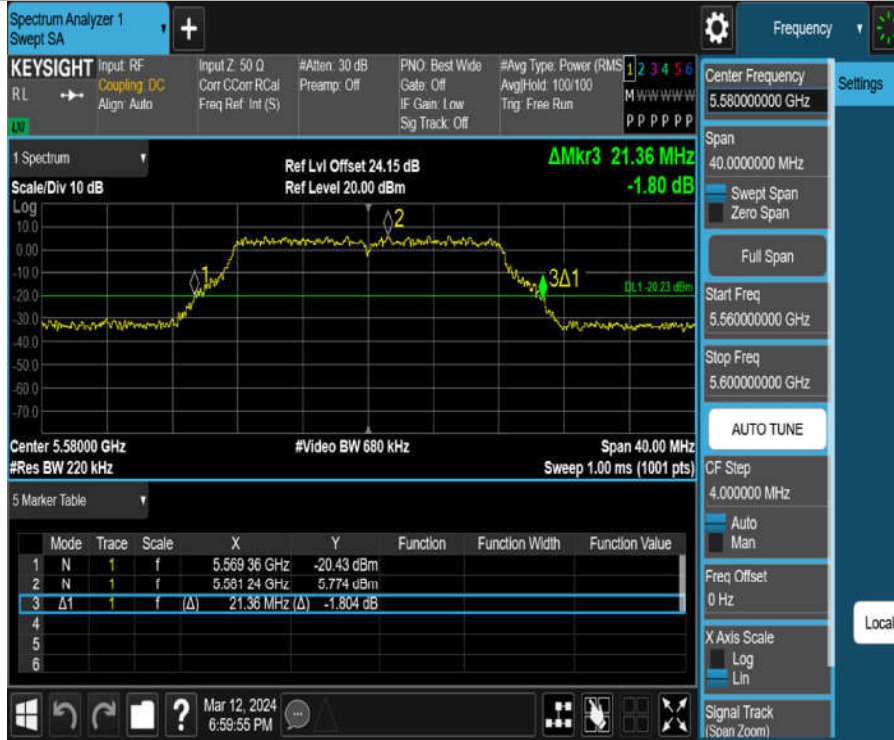 Spectrum Analyzer 1
Swept SA
Frequency
KEYSIGHT
RL
LXI
Input: RF
Coupling: DC
Align: Auto
Input Z: 50 Ω
Corr CCorr RCal
Freq Ref: Int (S)
#Atten: 30 dB
Preamp: Off
PNO: Best Wide
Gate: Off
IF Gain: Low
Sig Track: Off
#Avg Type: Power (RMS
Avg|Hold: 100/100
Trig: Free Run
1 2 3 4 5 6
M W W W W W
P P P P P P
1 Spectrum
Scale/Div 10 dB
Ref Lvl Offset 24.15 dB
Ref Level 20.00 dBm
ΔMkr3 21.36 MHz
-1.80 dB
Log
10.0
0.00
-10.0
-20.0
-30.0
-40.0
-50.0
-60.0
-70.0
1
2
3Δ1
DL1 -20.23 dBm
Center 5.58000 GHz
#Video BW 680 kHz
Span 40.00 MHz
#Res BW 220 kHz
Sweep 1.00 ms (1001 pts)
5 Marker Table
Mode Trace Scale X Y Function Function Width Function Value
1 N 1 f 5.569 36 GHz -20.43 dBm
2 N 1 f 5.581 24 GHz 5.774 dBm
3 Δ1 1 f (Δ) 21.36 MHz (Δ) -1.804 dB
4
5
6
Mar 12, 2024
6:59:55 PM
Center Frequency
5.580000000 GHz
Settings
Span
40.0000000 MHz
Swept Span
Zero Span
Full Span
Start Freq
5.560000000 GHz
Stop Freq
5.600000000 GHz
AUTO TUNE
CF Step
4.000000 MHz
Auto
Man
Freq Offset
0 Hz
Local
X Axis Scale
Log
Lin
Signal Track
(Span Zoom)